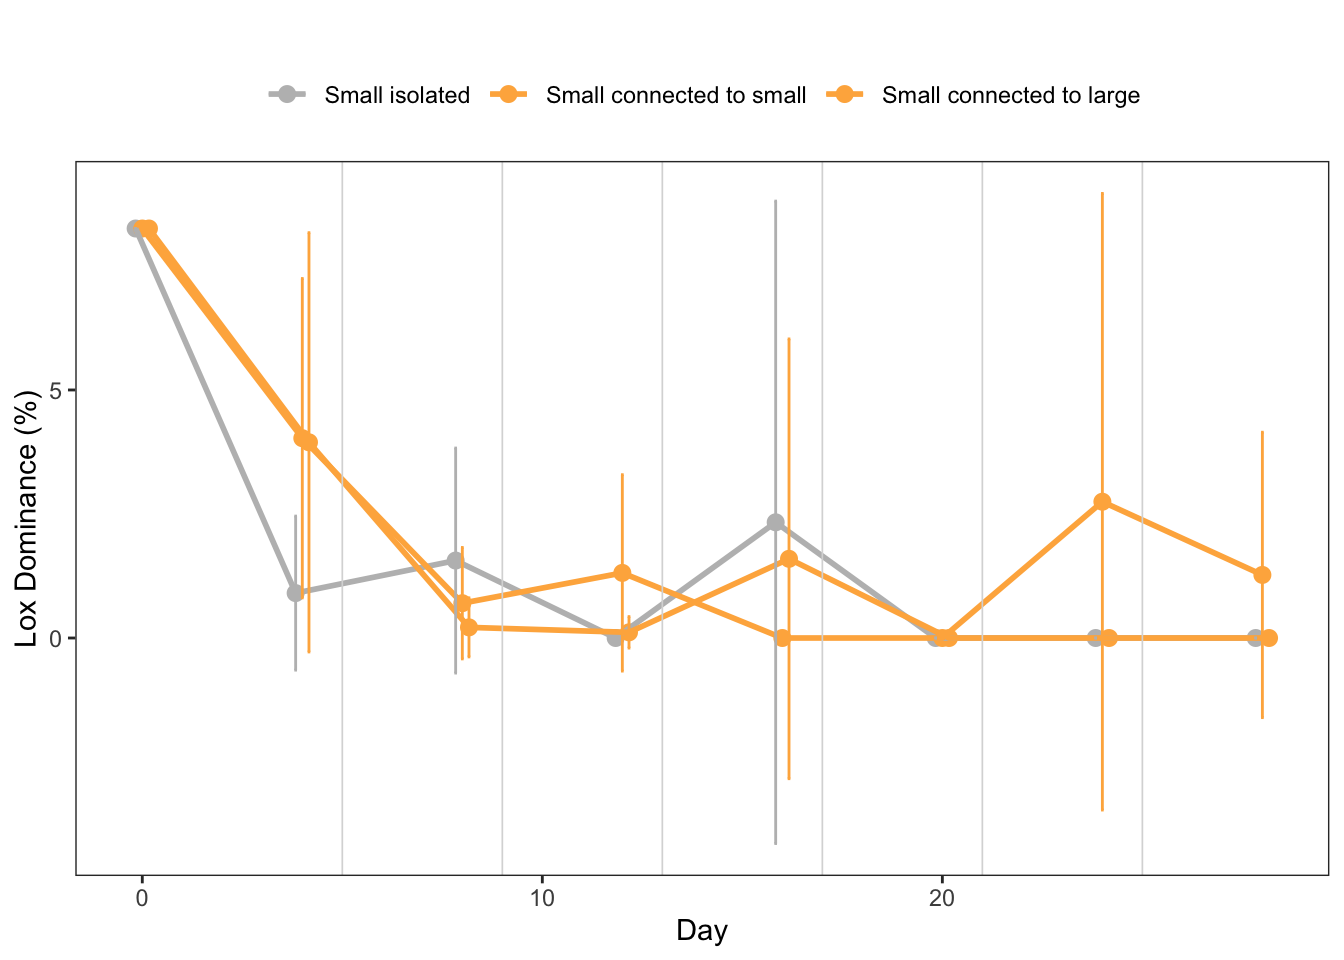 Small isolated Small connected to small Small connected to large
Lox Dominance (%)
5
0
0 10 20
Day